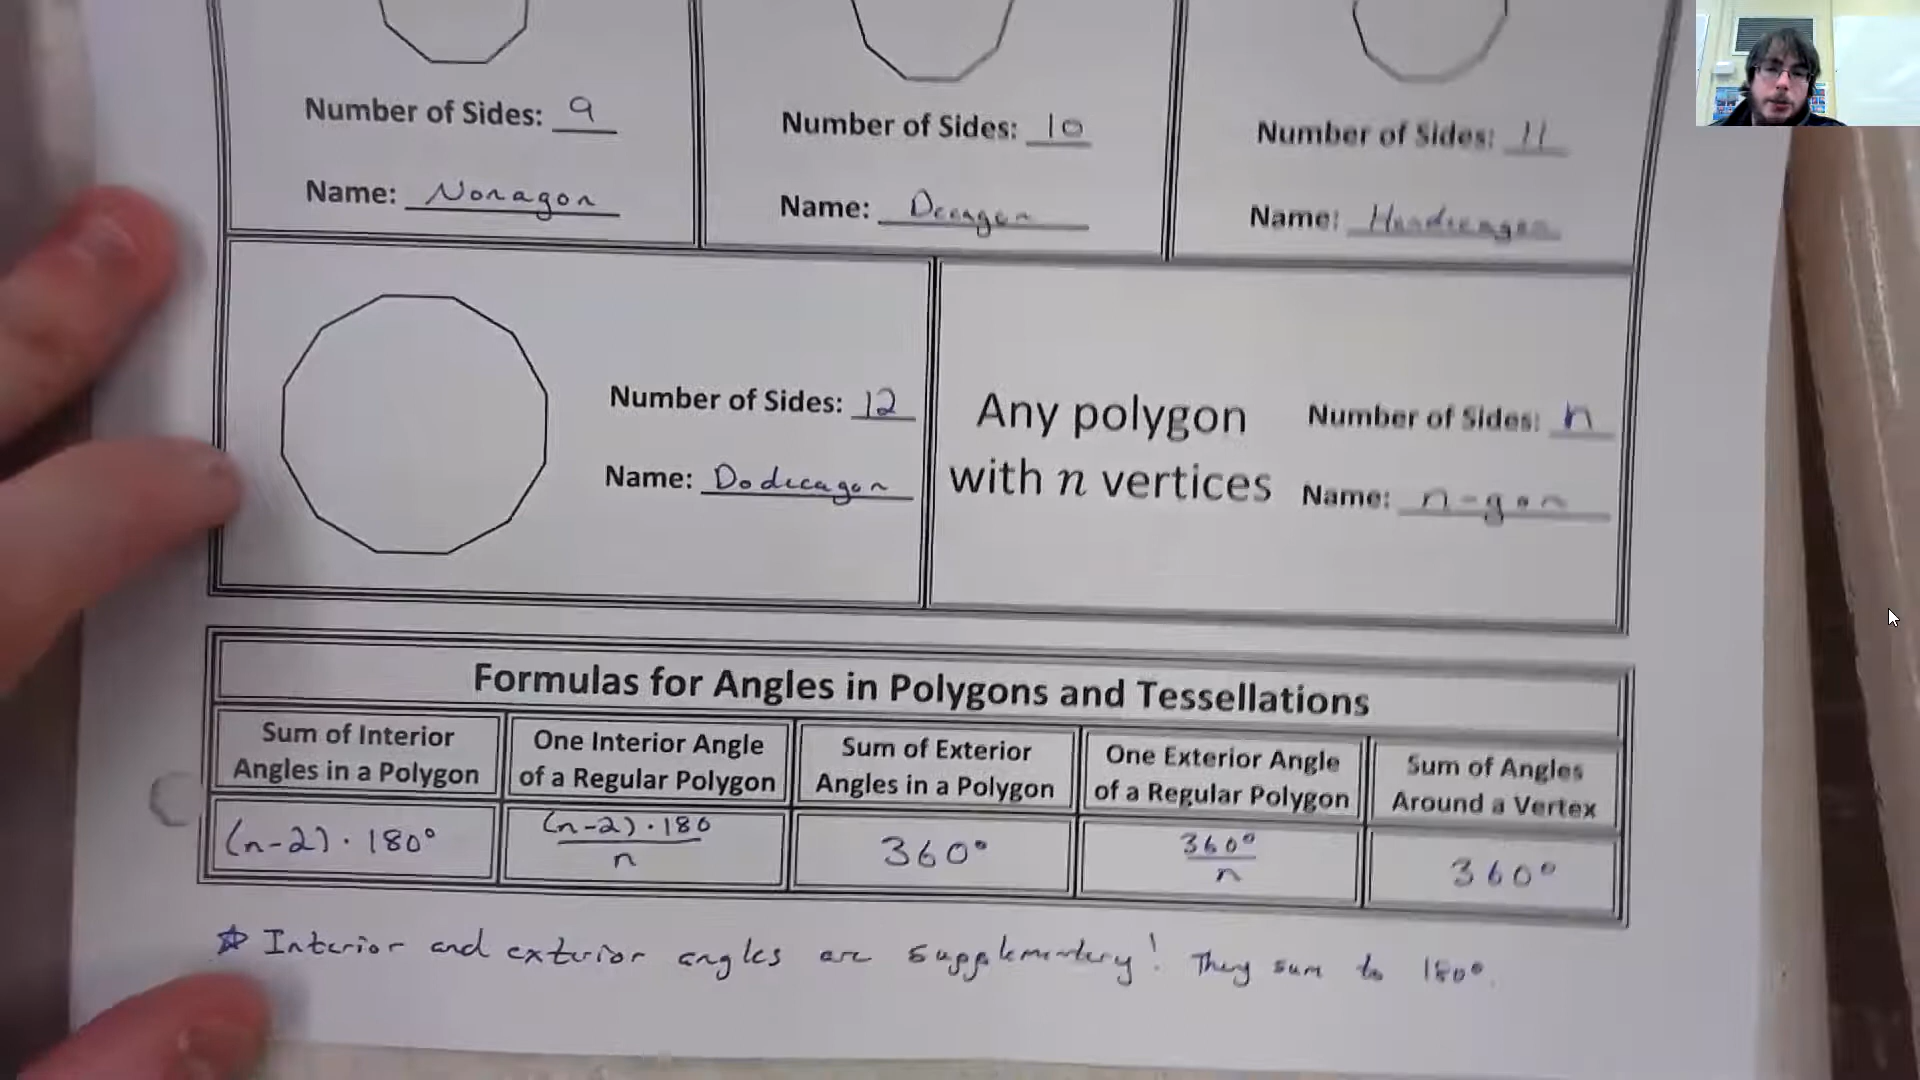 Number of Sides: 9
Name: Nonagon
Number of Sides: 10
Name: Decagon
Number of Sides: 11
Name: Hendecagon
Number of Sides: 12
Name: Dodecagon
Any polygon
with n vertices
Number of Sides: n
Name: n-gon
Formulas for Angles in Polygons and Tessellations
Sum of Interior
Angles in a Polygon
One Interior Angle
of a Regular Polygon
Sum of Exterior
Angles in a Polygon
One Exterior Angle
of a Regular Polygon
Sum of Angles
Around a Vertex
(n-2) · 180°
(n-2) · 180
n
360°
360°
n
360°
☆ Interior and exterior angles are supplementary! They sum to 180°.